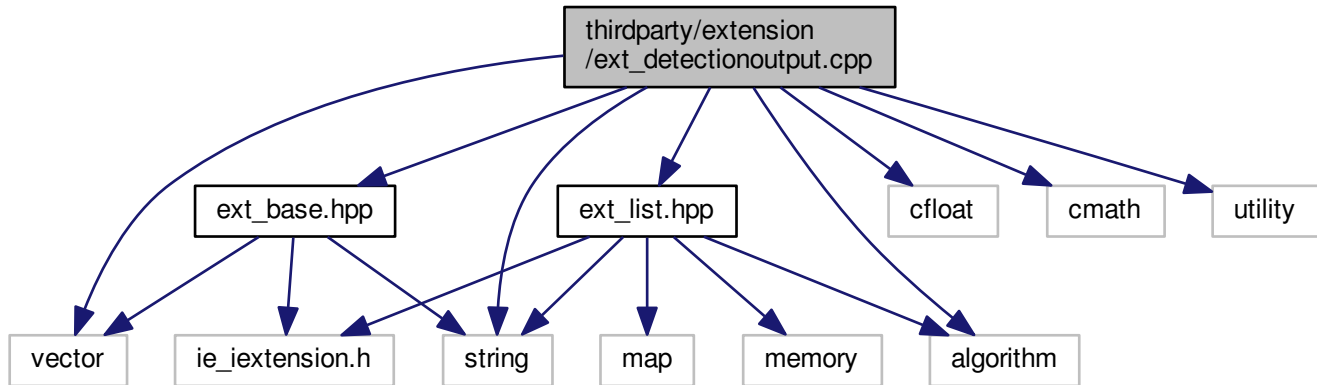 thirdparty/extension
/ext_detectionoutput.cpp
ext_base.hpp
ext_list.hpp
cfloat
cmath
utility
vector
ie_iextension.h
string
map
memory
algorithm